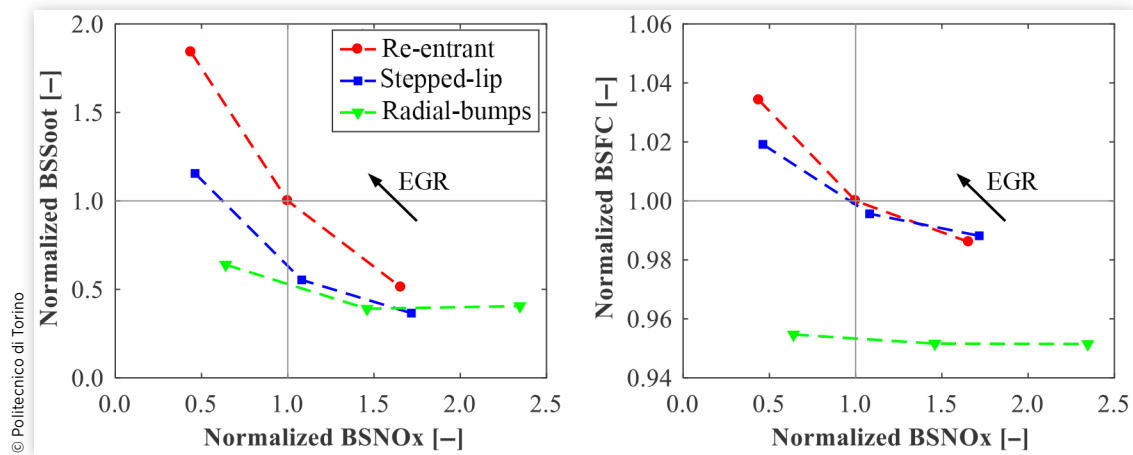 © Politecnico di Torino
Normalized BSSoot [–]
2.0
1.5
1.0
0.5
0.0
Re-entrant
Stepped-lip
Radial-bumps
EGR
0.0 0.5 1.0 1.5 2.0 2.5
Normalized BSNOx [–]
Normalized BSFC [–]
1.06
1.04
1.02
1.00
0.98
0.96
0.94
EGR
0.0 0.5 1.0 1.5 2.0 2.5
Normalized BSNOx [–]